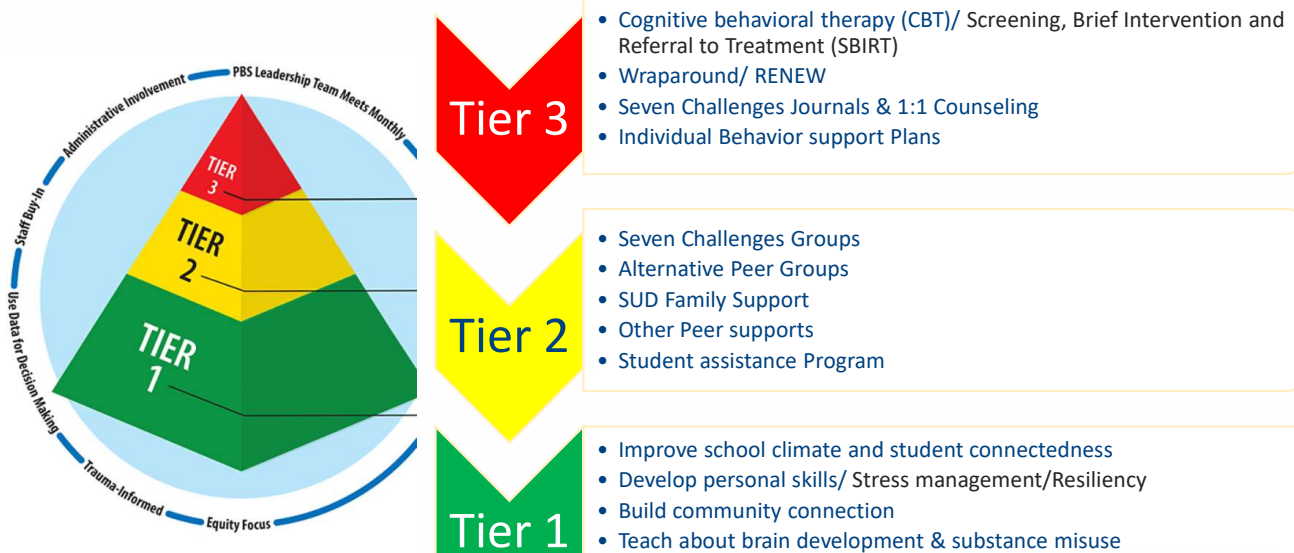 PBS Leadership Team Meets Monthly
Administrative Involvement
Staff Buy-In
Use Data for Decision Making
Trauma-Informed
Equity Focus
TIER
3
TIER
2
TIER
1
Tier 3
• Cognitive behavioral therapy (CBT)/ Screening, Brief Intervention and
Referral to Treatment (SBIRT)
• Wraparound/ RENEW
• Seven Challenges Journals & 1:1 Counseling
• Individual Behavior support Plans
Tier 2
• Seven Challenges Groups
• Alternative Peer Groups
• SUD Family Support
• Other Peer supports
• Student assistance Program
Tier 1
• Improve school climate and student connectedness
• Develop personal skills/ Stress management/Resiliency
• Build community connection
• Teach about brain development & substance misuse